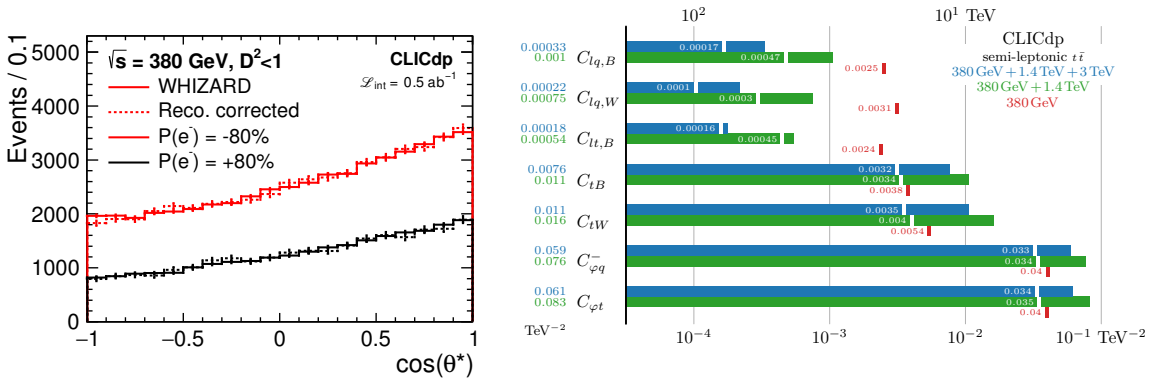 Events / 0.1
5000
4000
3000
2000
1000
0
√s = 380 GeV, D²<1
CLICdp
WHIZARD
ℒint = 0.5 ab⁻¹
Reco. corrected
P(e⁻) = -80%
P(e⁻) = +80%
−1 −0.5 0 0.5 1
cos(θ*)
10² 10¹ TeV
CLICdp
semi-leptonic tt̄
380 GeV + 1.4 TeV + 3 TeV
380 GeV + 1.4 TeV
380 GeV
0.00033
0.001
C_{lq,B}
0.00017
0.00047
0.0025
0.00022
0.00075
C_{lq,W}
0.0001
0.0003
0.0031
0.00018
0.00054
C_{lt,B}
0.00016
0.00045
0.0024
0.0076
0.011
C_{tB}
0.0032
0.0034
0.0038
0.011
0.016
C_{tW}
0.0035
0.004
0.0054
0.059
0.076
C⁻_{φq}
0.033
0.034
0.04
0.061
0.083
C_{φt}
0.034
0.035
0.04
TeV⁻²
10⁻⁴ 10⁻³ 10⁻² 10⁻¹ TeV⁻²